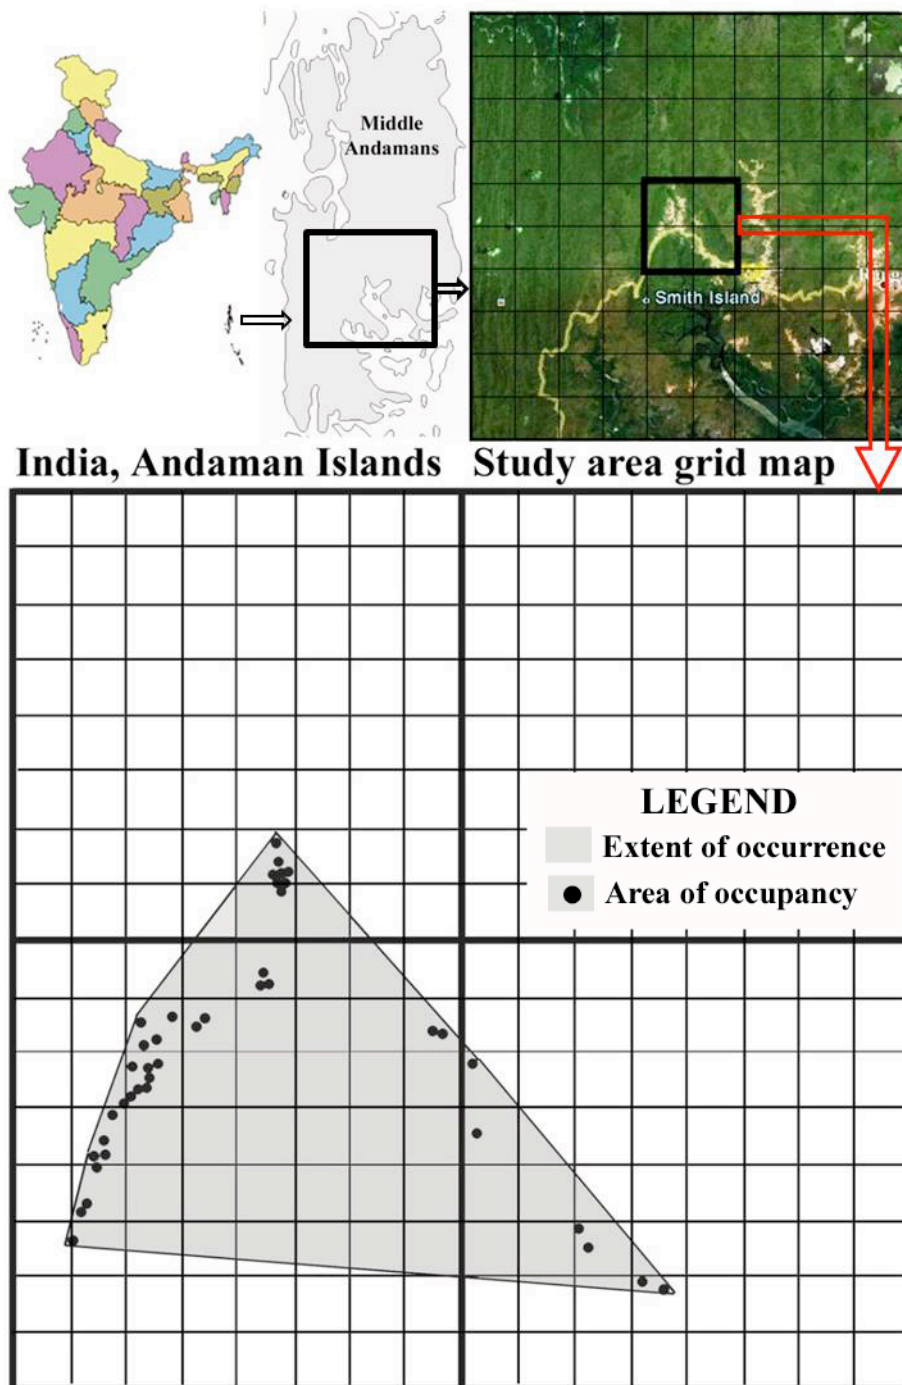 Middle
Andamans
Smith Island
India, Andaman Islands
Study area grid map
LEGEND
Extent of occurrence
Area of occupancy